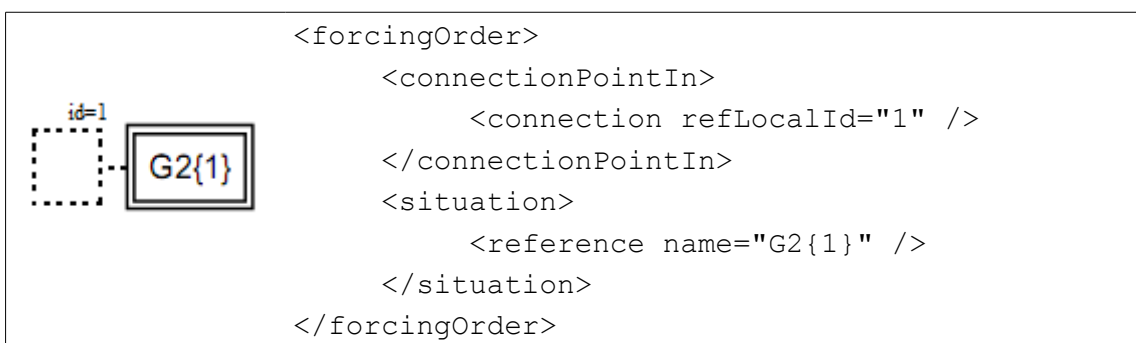 id=1
G2{1}
<forcingOrder>
<connectionPointIn>
<connection refLocalId="1" />
</connectionPointIn>
<situation>
<reference name="G2{1}" />
</situation>
</forcingOrder>